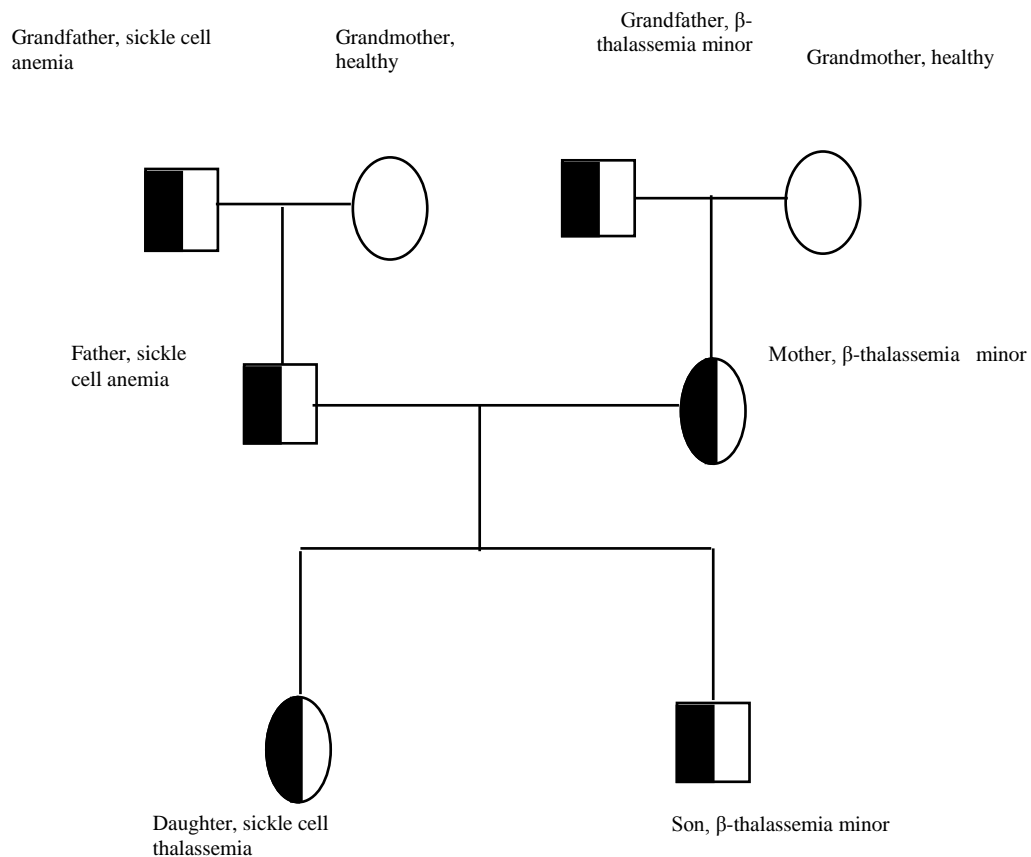 Grandfather, sickle cell
anemia
Grandmother,
healthy
Grandfather, β-
thalassemia minor
Grandmother, healthy
Father, sickle
cell anemia
Mother, β-thalassemia minor
Daughter, sickle cell
thalassemia
Son, β-thalassemia minor